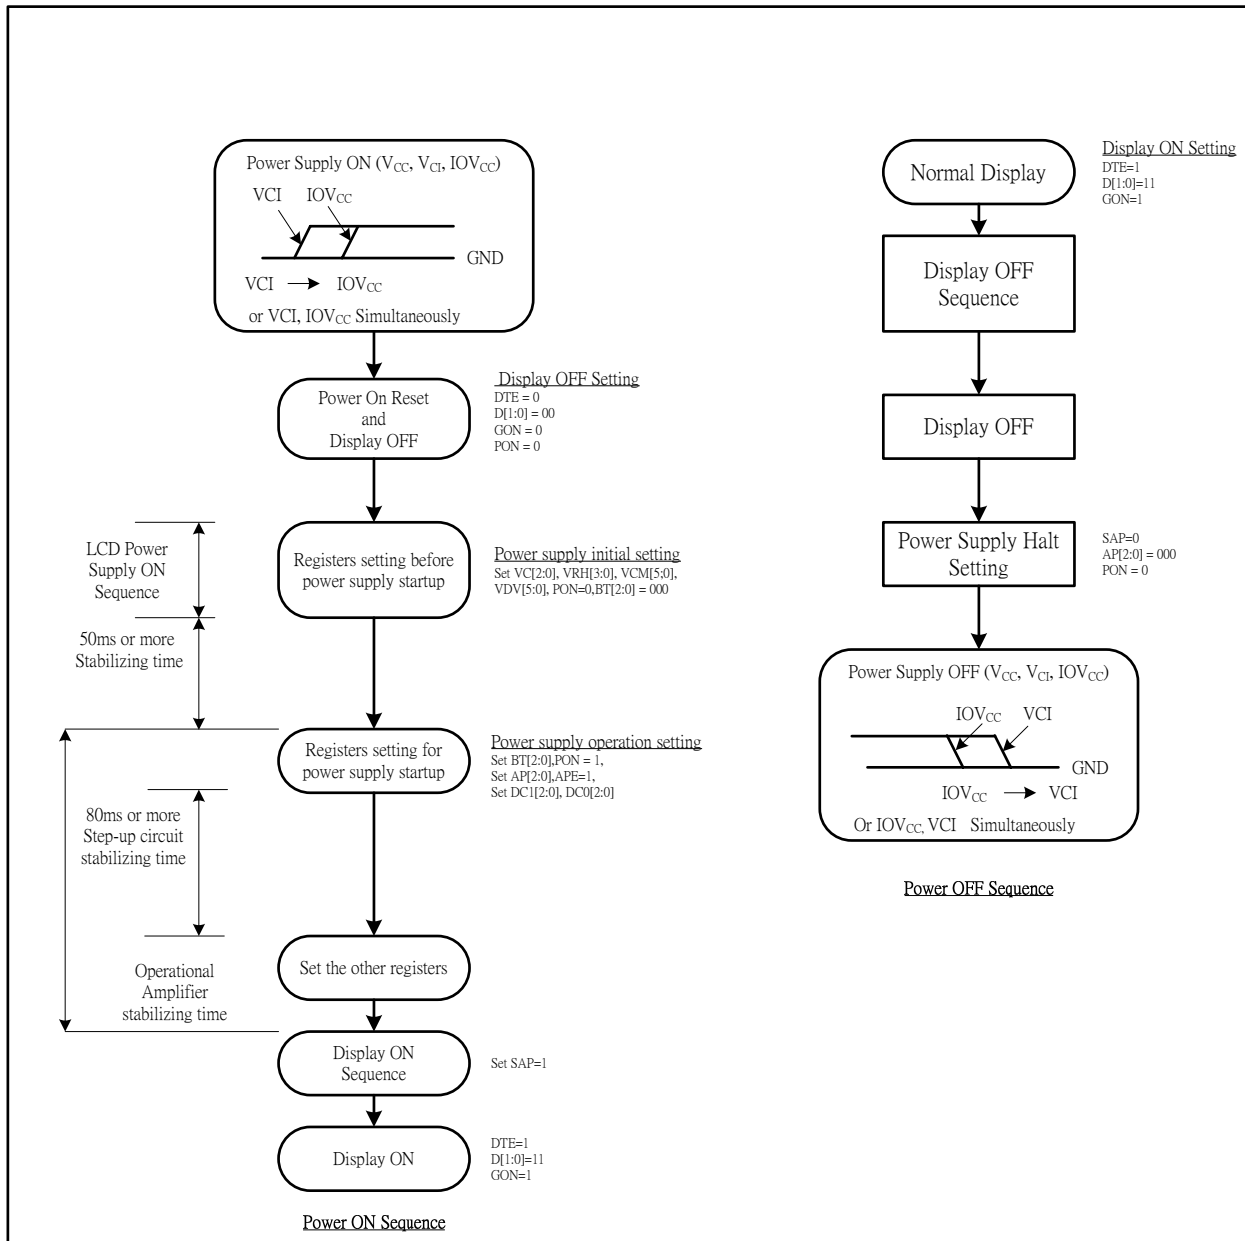 Power Supply ON (VCC, VCI, IOVCC)
VCI IOVCC
GND
VCI IOVCC
or VCI, IOVCC Simultaneously
Power On Reset
and
Display OFF
Display OFF Setting
DTE = 0
D[1:0] = 00
GON = 0
PON = 0
LCD Power
Supply ON
Sequence
Registers setting before
power supply startup
Power supply initial setting
Set VC[2:0], VRH[3:0], VCM[5;0],
VDV[5:0], PON=0,BT[2:0] = 000
50ms or more
Stabilizing time
Registers setting for
power supply startup
Power supply operation setting
Set BT[2:0],PON = 1,
Set AP[2:0],APE=1,
Set DC1[2:0], DC0[2:0]
80ms or more
Step-up circuit
stabilizing time
Set the other registers
Operational
Amplifier
stabilizing time
Display ON
Sequence
Set SAP=1
Display ON
DTE=1
D[1:0]=11
GON=1
Power ON Sequence
Normal Display
Display ON Setting
DTE=1
D[1:0]=11
GON=1
Display OFF
Sequence
Display OFF
Power Supply Halt
Setting
SAP=0
AP[2:0] = 000
PON = 0
Power Supply OFF (VCC, VCI, IOVCC)
IOVCC VCI
GND
IOVCC VCI
Or IOVCC, VCI Simultaneously
Power OFF Sequence